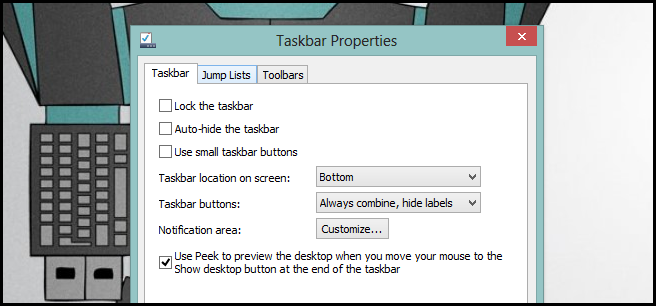 Taskbar Properties
Taskbar Jump Lists Toolbars
Lock the taskbar
Auto-hide the taskbar
Use small taskbar buttons
Taskbar location on screen: Bottom
Taskbar buttons: Always combine, hide labels
Notification area: Customize...
Use Peek to preview the desktop when you move your mouse to the
Show desktop button at the end of the taskbar